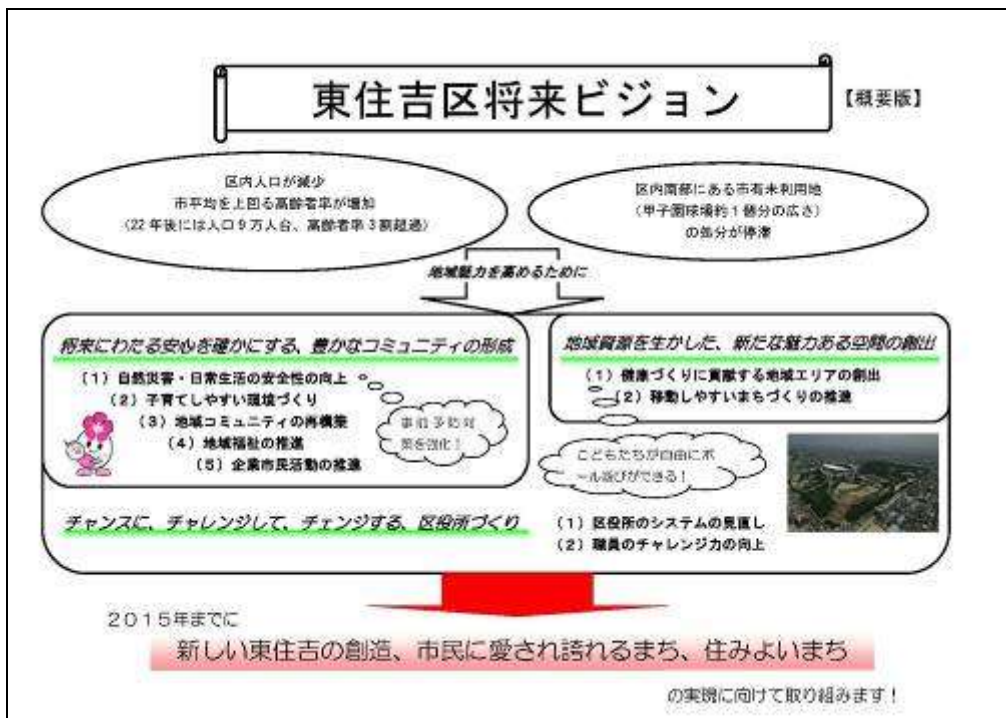 東住吉区将来ビジョン
【概要版】
区内人口が減少
市平均を上回る高齢者率が増加
(22年後には人口9万人台、高齢者率3割超過)
区内南部にある市有未利用地
(甲子園球場約1個分の広さ)
の処分が停滞
地域魅力を高めるために
将来にわたる安心を確かにする、豊かなコミュニティの形成
(1)自然災害・日常生活の安全性の向上
(2)子育てしやすい環境づくり
(3)地域コミュニティの再構築
(4)地域福祉の推進
(5)企業市民活動の推進
事前予防対
策を強化!
地域資源を生かした、新たな魅力ある空間の創出
(1)健康づくりに貢献する地域エリアの創出
(2)移動しやすいまちづくりの推進
こどもたちが自由にボ
ール遊びができる!
チャンスに、チャレンジして、チェンジする、区役所づくり
(1)区役所のシステムの見直し
(2)職員のチャレンジ力の向上
2015年までに
新しい東住吉の創造、市民に愛され誇れるまち、住みよいまち
の実現に向けて取り組みます!